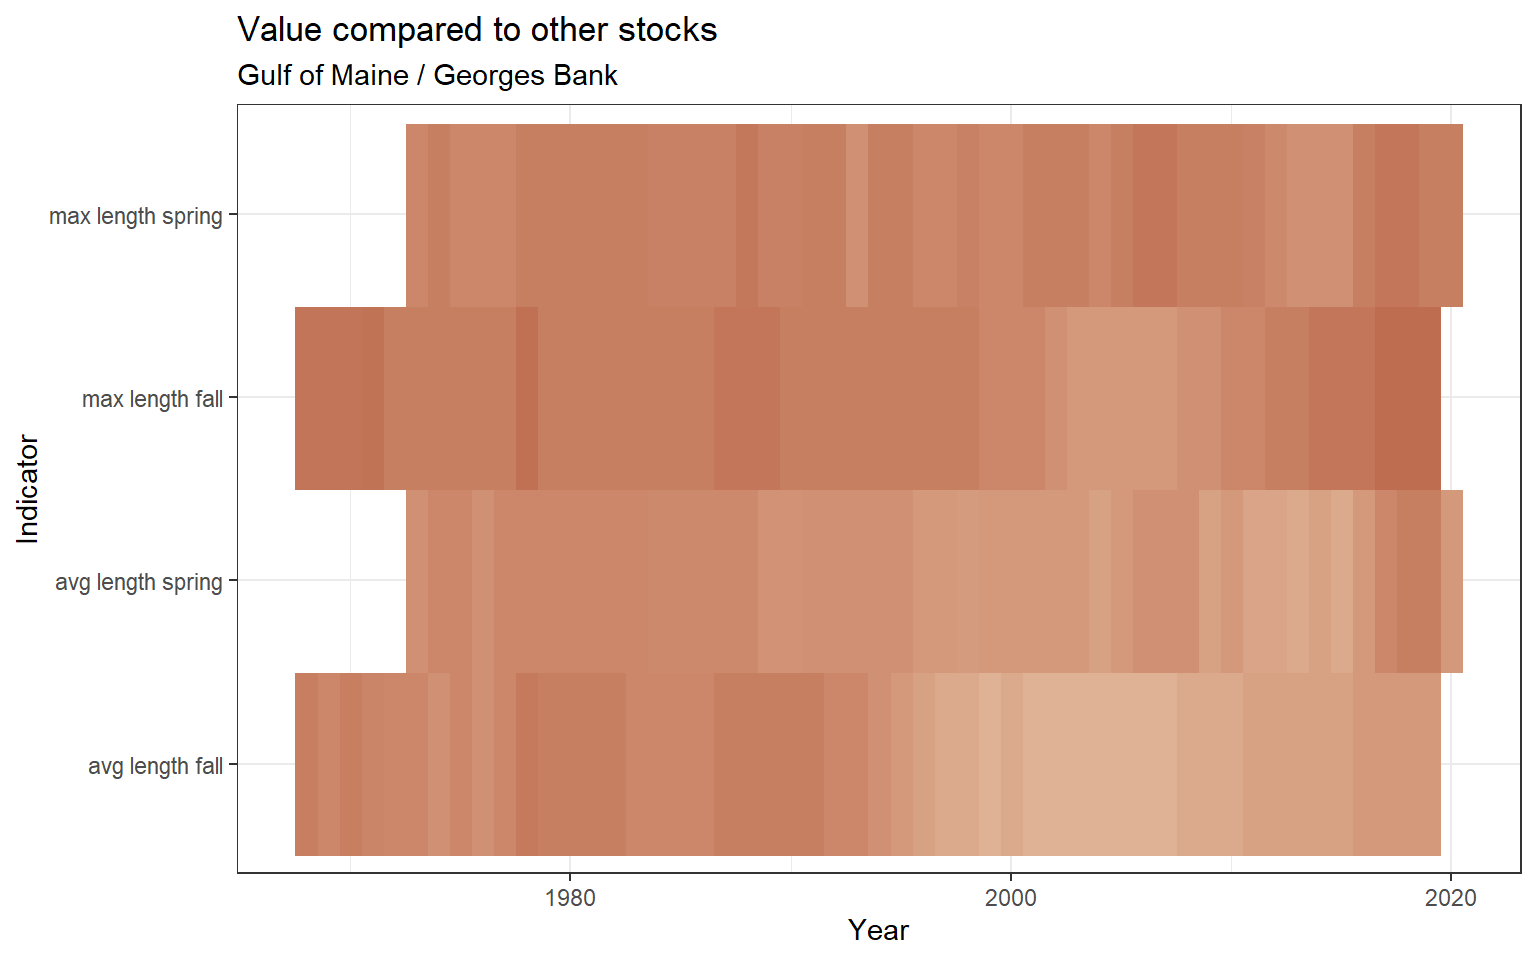 Value compared to other stocks
Gulf of Maine / Georges Bank
max length spring
max length fall
avg length spring
avg length fall
Indicator
1980
2000
2020
Year